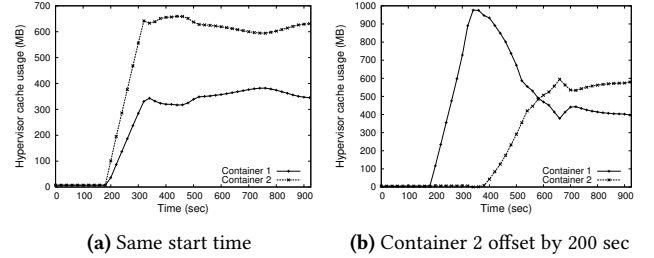 Hypervisor cache usage (MB)
700
600
500
400
300
200
100
0
0 100 200 300 400 500 600 700 800 900
Time (sec)
Container 1
Container 2
(a) Same start time
Hypervisor cache usage (MB)
1000
900
800
700
600
500
400
300
200
100
0
0 100 200 300 400 500 600 700 800 900
Time (sec)
Container 1
Container 2
(b) Container 2 offset by 200 sec